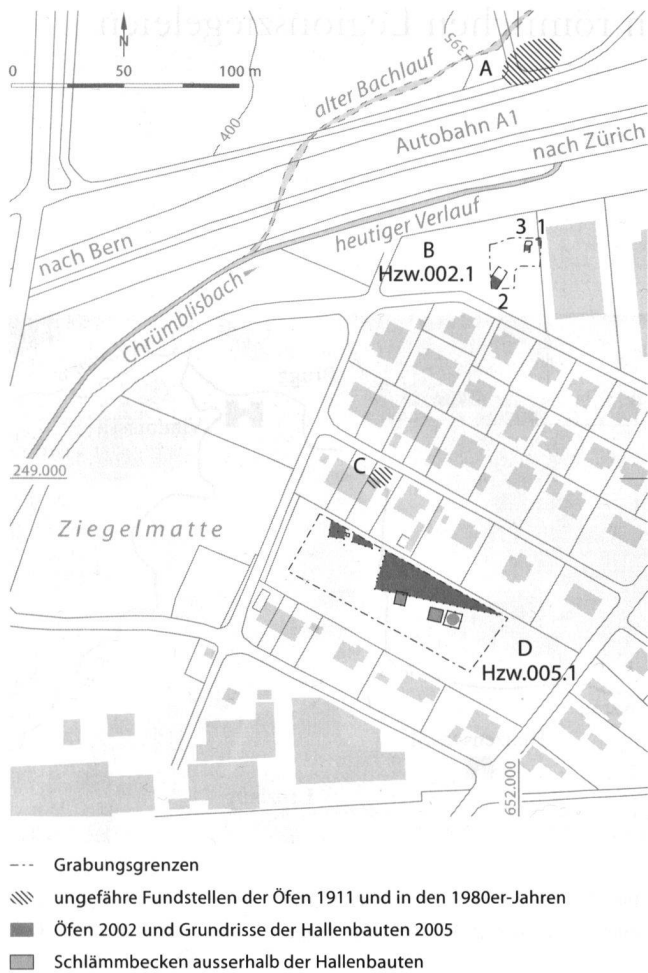 N
0 50 100 m
alter Bachlauf
395
A
400
Autobahn A1
nach Zürich
nach Bern
heutiger Verlauf
Chrümblisbach
B
Hzw.002.1
3 1
2
249.000
C
Ziegelmatte
D
Hzw.005.1
652.000
Grabungsgrenzen
ungefähre Fundstellen der Öfen 1911 und in den 1980er-Jahren
Öfen 2002 und Grundrisse der Hallenbauten 2005
Schlämmbecken ausserhalb der Hallenbauten